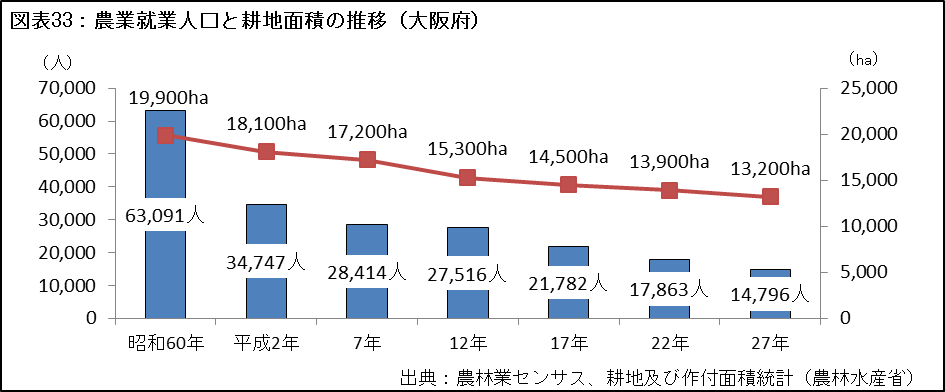 図表33：農業就業人口と耕地面積の推移（大阪府）
（人）
（ha）
70,000
60,000
50,000
40,000
30,000
20,000
10,000
0
25,000
20,000
15,000
10,000
5,000
0
19,900ha
18,100ha
17,200ha
15,300ha
14,500ha
13,900ha
13,200ha
63,091人
34,747人
28,414人
27,516人
21,782人
17,863人
14,796人
昭和60年 平成2年 7年 12年 17年 22年 27年
出典：農林業センサス、耕地及び作付面積統計（農林水産省）